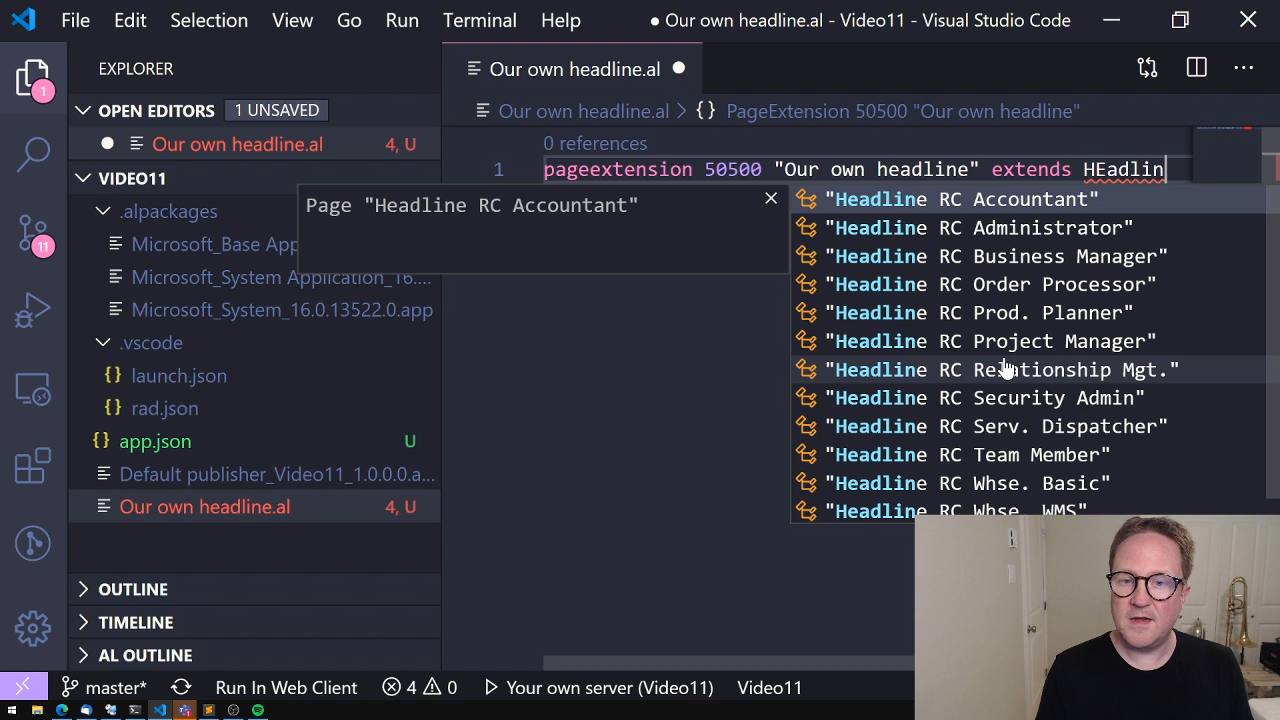 File Edit Selection View Go Run Terminal Help ● Our own headline.al - Video11 - Visual Studio Code
EXPLORER
Our own headline.al
OPEN EDITORS 1 UNSAVED
Our own headline.al > {} PageExtension 50500 "Our own headline"
Our own headline.al 4, U
0 references
VIDEO11
1 pageextension 50500 "Our own headline" extends HEadlin
.alpackages
Microsoft_Base App
Microsoft_System Application_16....
Microsoft_System_16.0.13522.0.app
.vscode
{} launch.json
{} rad.json
{} app.json U
Default publisher_Video11_1.0.0.0.a...
Our own headline.al 4, U
Page "Headline RC Accountant"
"Headline RC Accountant"
"Headline RC Administrator"
"Headline RC Business Manager"
"Headline RC Order Processor"
"Headline RC Prod. Planner"
"Headline RC Project Manager"
"Headline RC Relationship Mgt."
"Headline RC Security Admin"
"Headline RC Serv. Dispatcher"
"Headline RC Team Member"
"Headline RC Whse. Basic"
"Headline RC Whse. WMS"
OUTLINE
TIMELINE
AL OUTLINE
1
11
master* Run In Web Client 4 0 Your own server (Video11) Video11